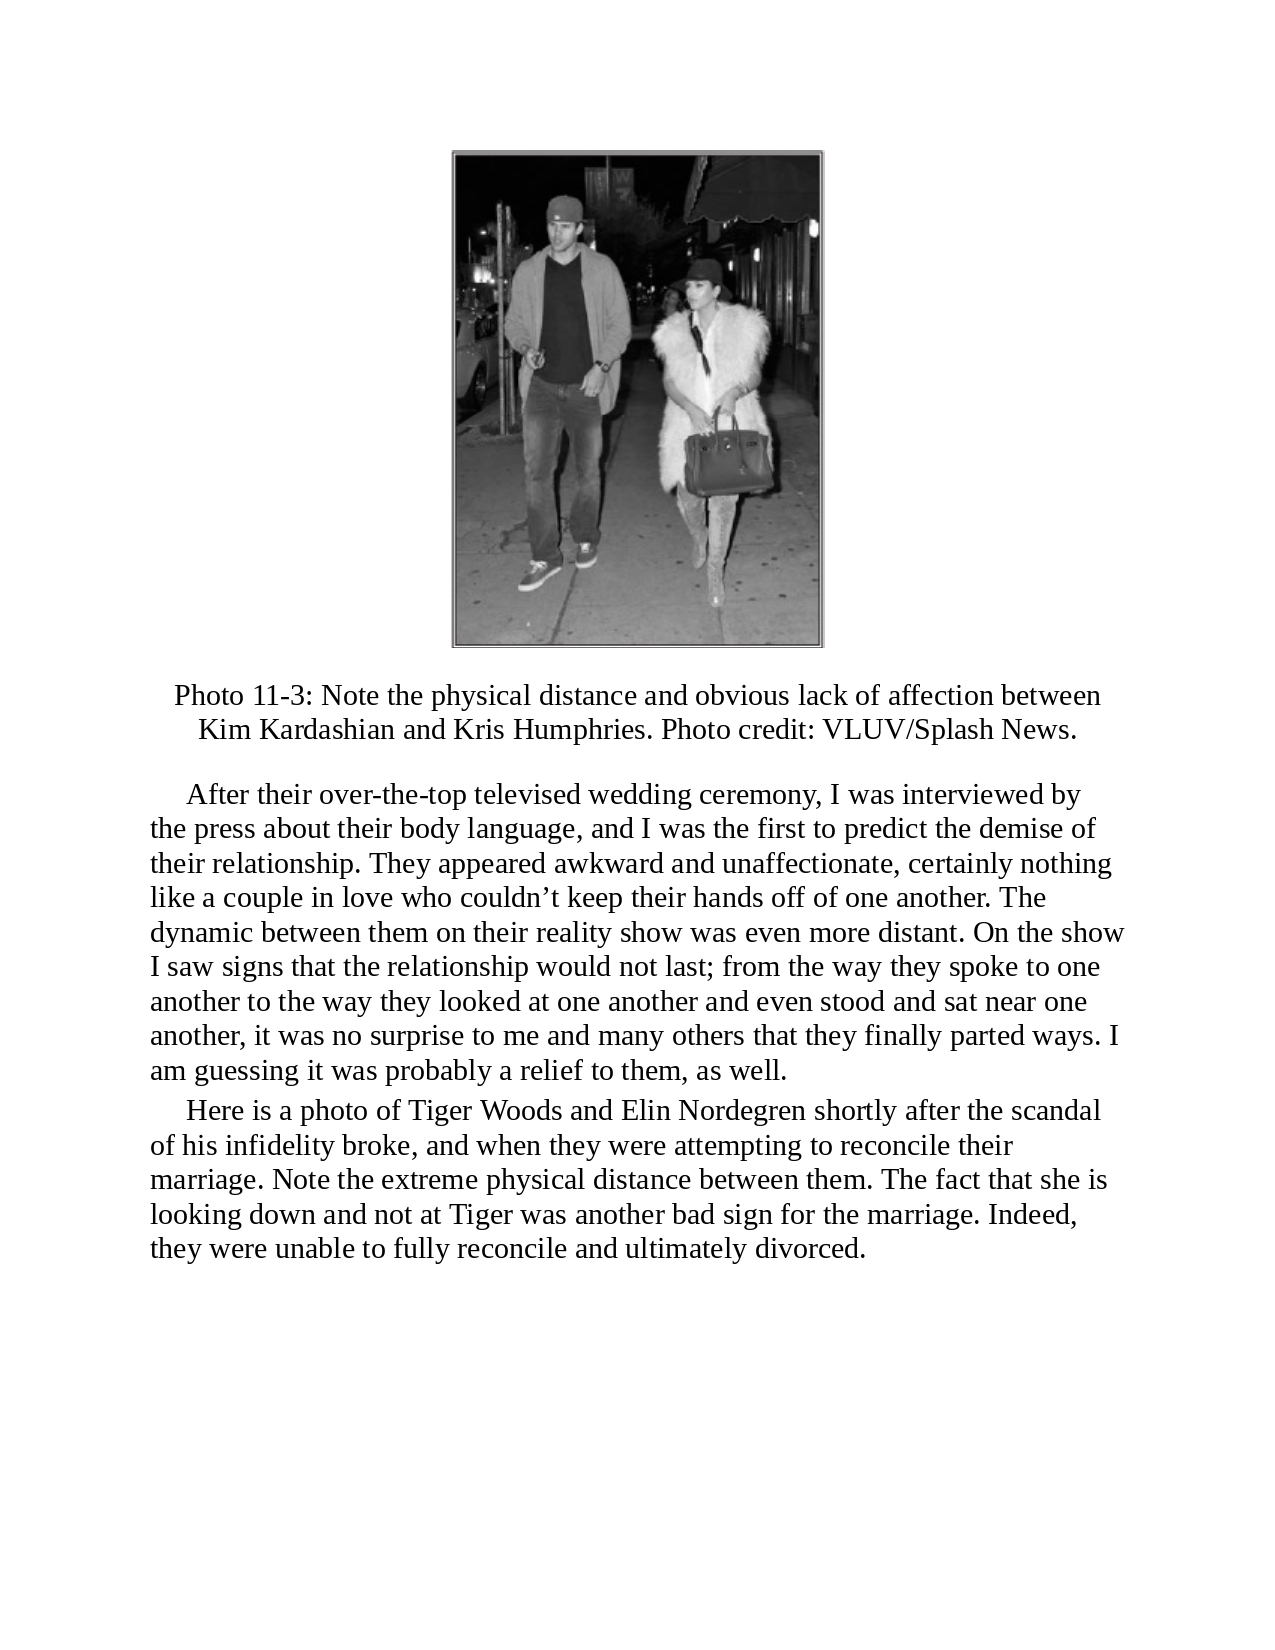 Photo 11-3: Note the physical distance and obvious lack of affection between
Kim Kardashian and Kris Humphries. Photo credit: VLUV/Splash News.
After their over-the-top televised wedding ceremony, I was interviewed by
the press about their body language, and I was the first to predict the demise of
their relationship. They appeared awkward and unaffectionate, certainly nothing
like a couple in love who couldn’t keep their hands off of one another. The
dynamic between them on their reality show was even more distant. On the show
I saw signs that the relationship would not last; from the way they spoke to one
another to the way they looked at one another and even stood and sat near one
another, it was no surprise to me and many others that they finally parted ways. I
am guessing it was probably a relief to them, as well.
Here is a photo of Tiger Woods and Elin Nordegren shortly after the scandal
of his infidelity broke, and when they were attempting to reconcile their
marriage. Note the extreme physical distance between them. The fact that she is
looking down and not at Tiger was another bad sign for the marriage. Indeed,
they were unable to fully reconcile and ultimately divorced.